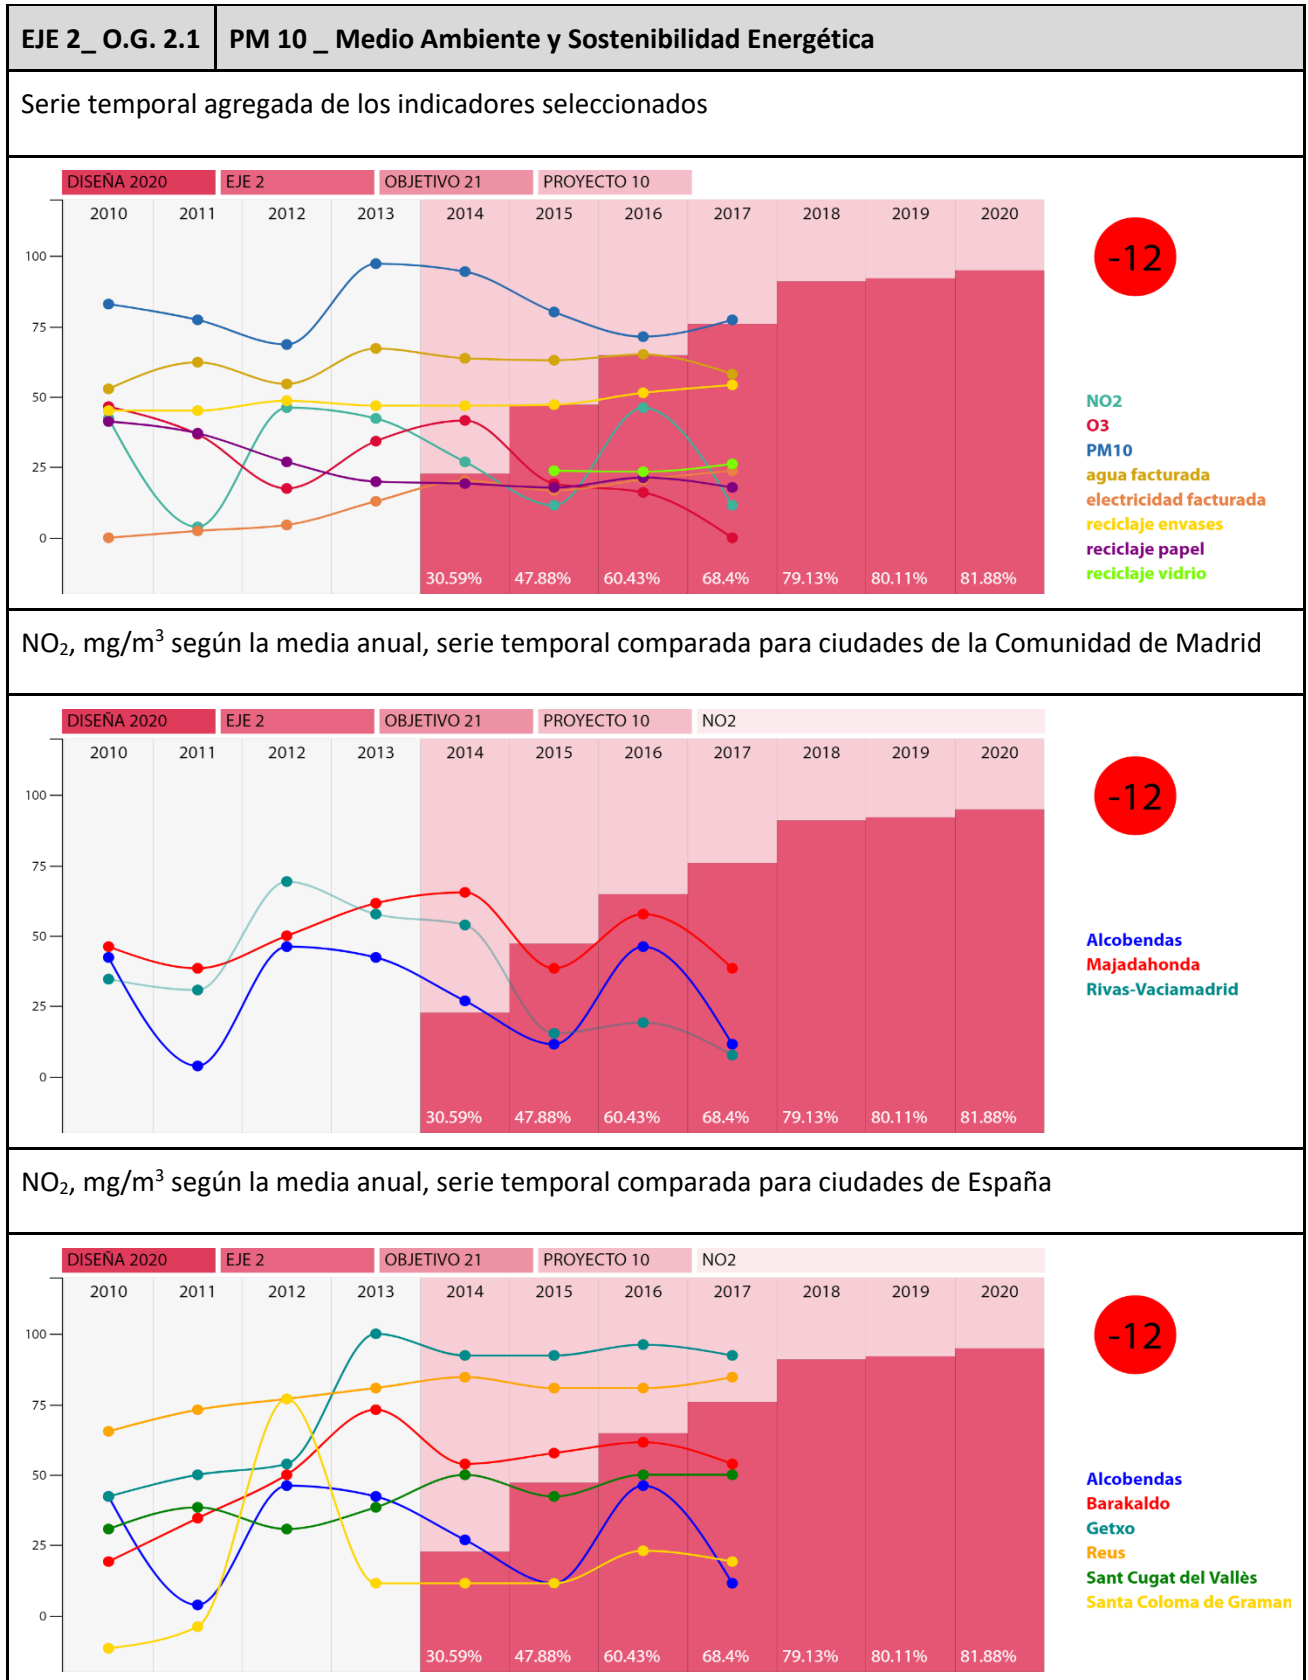 EJE 2_ O.G. 2.1 PM 10 _ Medio Ambiente y Sostenibilidad Energética
Serie temporal agregada de los indicadores seleccionados
DISEÑA 2020 EJE 2 OBJETIVO 21 PROYECTO 10
2010 2011 2012 2013 2014 2015 2016 2017 2018 2019 2020
-12
100
75
50
25
0
NO2
O3
PM10
agua facturada
electricidad facturada
reciclaje envases
reciclaje papel
reciclaje vidrio
30.59% 47.88% 60.43% 68.4% 79.13% 80.11% 81.88%
NO₂, mg/m³ según la media anual, serie temporal comparada para ciudades de la Comunidad de Madrid
DISEÑA 2020 EJE 2 OBJETIVO 21 PROYECTO 10 NO2
2010 2011 2012 2013 2014 2015 2016 2017 2018 2019 2020
-12
100
75
50
25
0
Alcobendas
Majadahonda
Rivas-Vaciamadrid
30.59% 47.88% 60.43% 68.4% 79.13% 80.11% 81.88%
NO₂, mg/m³ según la media anual, serie temporal comparada para ciudades de España
DISEÑA 2020 EJE 2 OBJETIVO 21 PROYECTO 10 NO2
2010 2011 2012 2013 2014 2015 2016 2017 2018 2019 2020
-12
100
75
50
25
0
Alcobendas
Barakaldo
Getxo
Reus
Sant Cugat del Vallès
Santa Coloma de Graman
30.59% 47.88% 60.43% 68.4% 79.13% 80.11% 81.88%